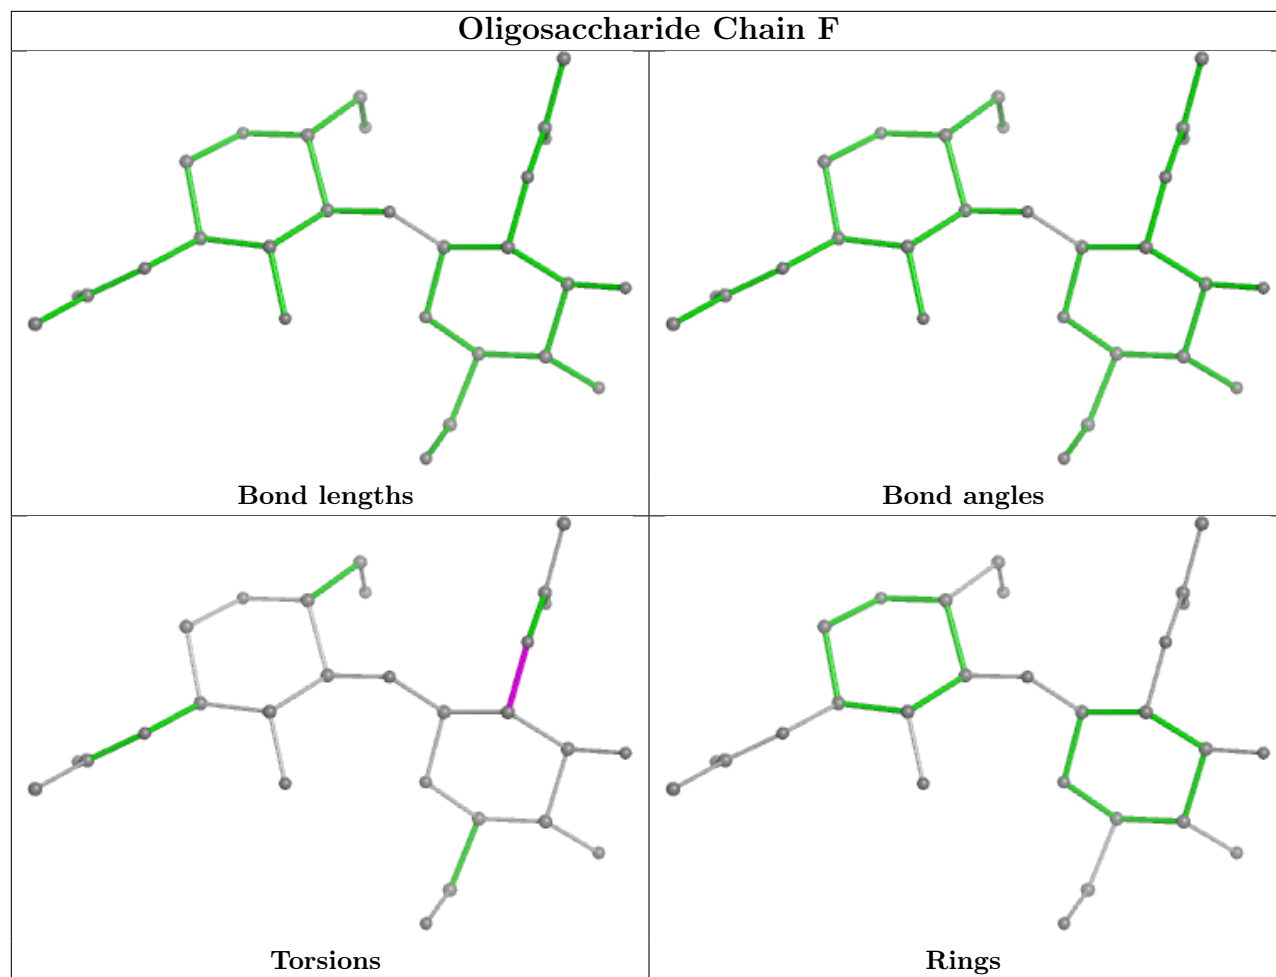 Oligosaccharide Chain F
Bond lengths
Bond angles
Torsions
Rings